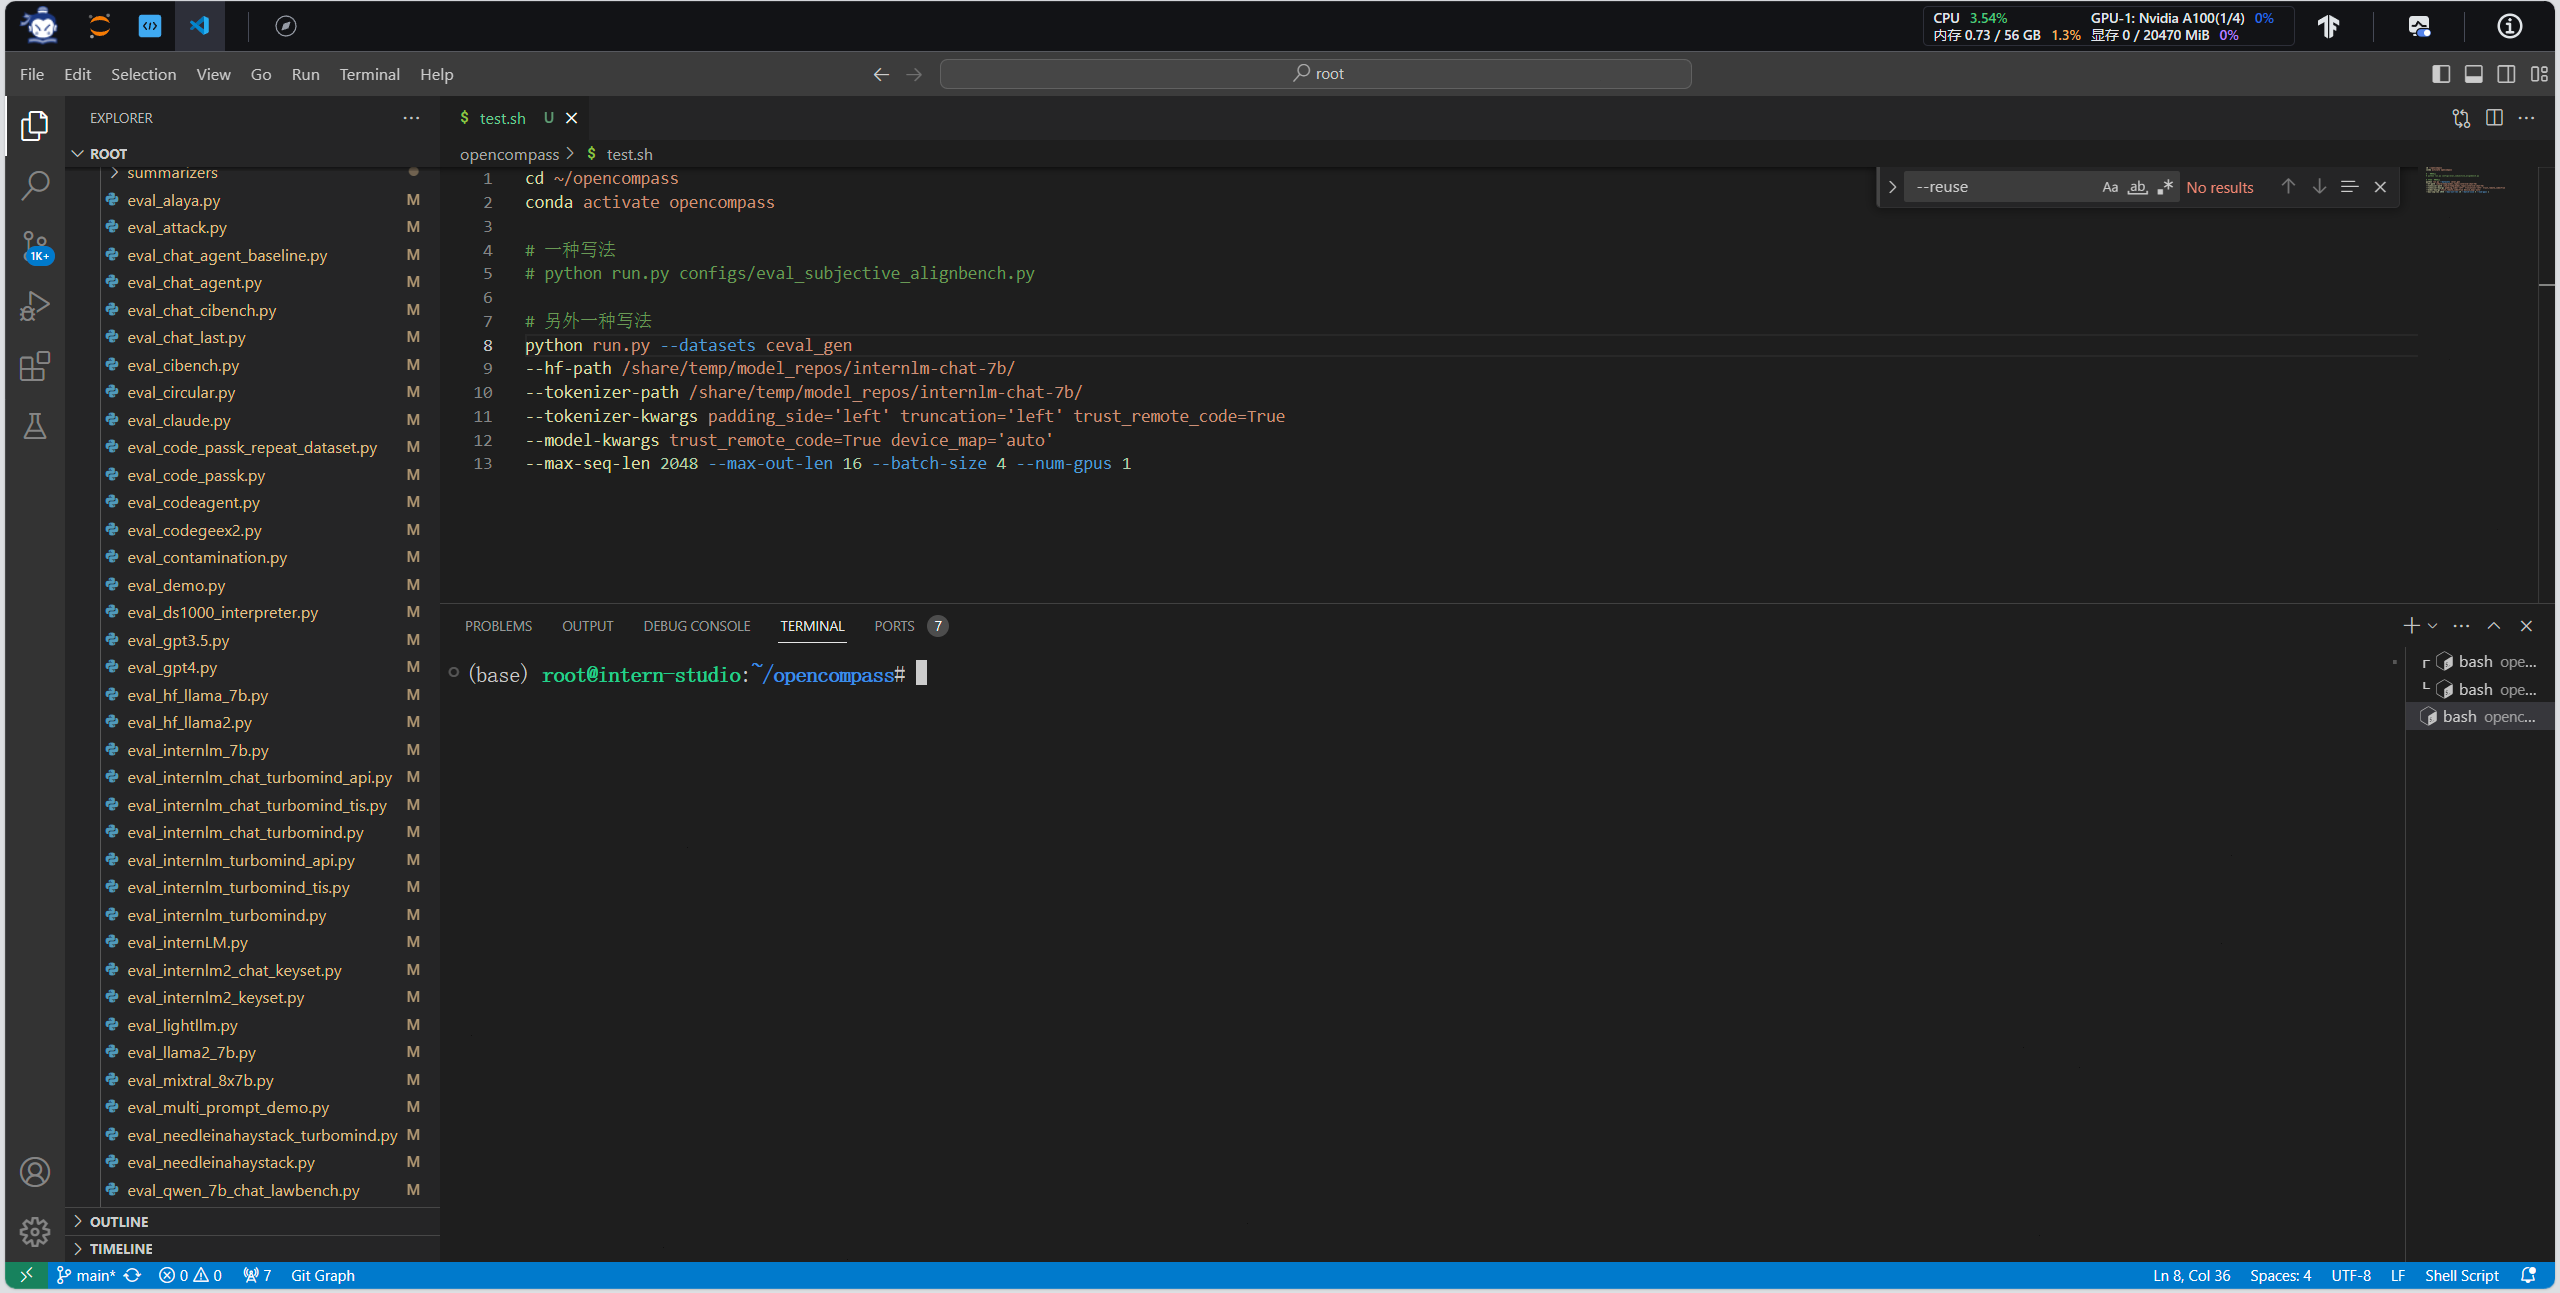 CPU 3.54% GPU-1: Nvidia A100(1/4) 0%
内存 0.73 / 56 GB 1.3% 显存 0 / 20470 MiB 0%
File Edit Selection View Go Run Terminal Help
root
EXPLORER
ROOT
summarizers
eval_alaya.py M
eval_attack.py M
eval_chat_agent_baseline.py M
eval_chat_agent.py M
eval_chat_cibench.py M
eval_chat_last.py M
eval_cibench.py M
eval_circular.py M
eval_claude.py M
eval_code_passk_repeat_dataset.py M
eval_code_passk.py M
eval_codeagent.py M
eval_codegeex2.py M
eval_contamination.py M
eval_demo.py M
eval_ds1000_interpreter.py M
eval_gpt3.5.py M
eval_gpt4.py M
eval_hf_llama_7b.py M
eval_hf_llama2.py M
eval_internlm_7b.py M
eval_internlm_chat_turbomind_api.py M
eval_internlm_chat_turbomind_tis.py M
eval_internlm_chat_turbomind.py M
eval_internlm_turbomind_api.py M
eval_internlm_turbomind_tis.py M
eval_internlm_turbomind.py M
eval_internLM.py M
eval_internlm2_chat_keyset.py M
eval_internlm2_keyset.py M
eval_lightllm.py M
eval_llama2_7b.py M
eval_mixtral_8x7b.py M
eval_multi_prompt_demo.py M
eval_needleinahaystack_turbomind.py M
eval_needleinahaystack.py M
eval_qwen_7b_chat_lawbench.py M
OUTLINE
TIMELINE
1K+
$ test.sh U
opencompass > $ test.sh
--reuse Aa ab No results
1 cd ~/opencompass
2 conda activate opencompass
3
4 # 一种写法
5 # python run.py configs/eval_subjective_alignbench.py
6
7 # 另外一种写法
8 python run.py --datasets ceval_gen
9 --hf-path /share/temp/model_repos/internlm-chat-7b/
10 --tokenizer-path /share/temp/model_repos/internlm-chat-7b/
11 --tokenizer-kwargs padding_side='left' truncation='left' trust_remote_code=True
12 --model-kwargs trust_remote_code=True device_map='auto'
13 --max-seq-len 2048 --max-out-len 16 --batch-size 4 --num-gpus 1
PROBLEMS OUTPUT DEBUG CONSOLE TERMINAL PORTS 7
(base) root@intern-studio:~/opencompass#
bash ope...
bash ope...
bash openc...
main* 0 0 7 Git Graph
Ln 8, Col 36 Spaces: 4 UTF-8 LF Shell Script